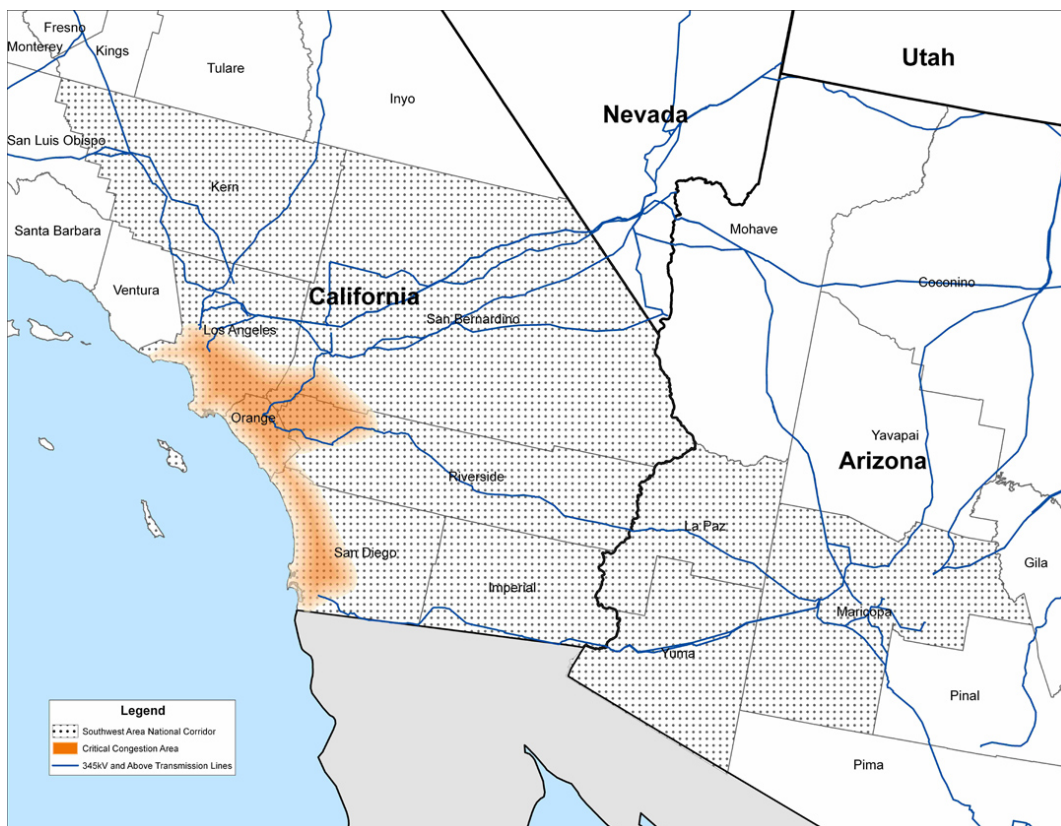 Fresno
Monterey
Kings
Tulare
Inyo
Utah
Nevada
San Luis Obispo
Kern
Santa Barbara
Mohave
Ventura
California
Coconino
San Bernardino
Los Angeles
Orange
Yavapai
Arizona
Riverside
La Paz
San Diego
Imperial
Gila
Maricopa
Yuma
Pinal
Pima
Legend
Southwest Area National Corridor
Critical Congestion Area
345kV and Above Transmission Lines